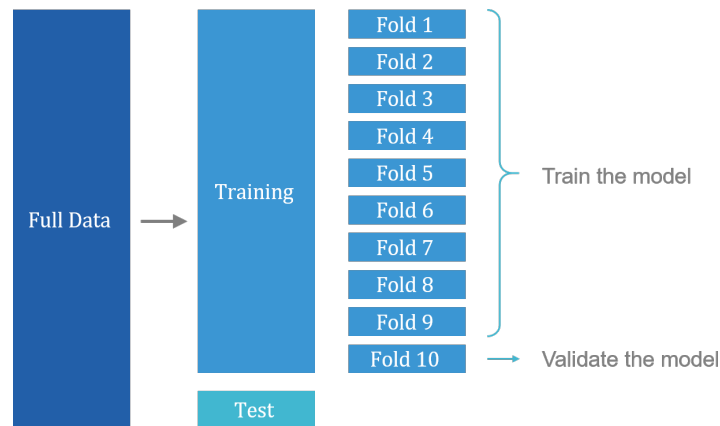 Full Data
Training
Test
Fold 1
Fold 2
Fold 3
Fold 4
Fold 5
Fold 6
Fold 7
Fold 8
Fold 9
Fold 10
Train the model
Validate the model